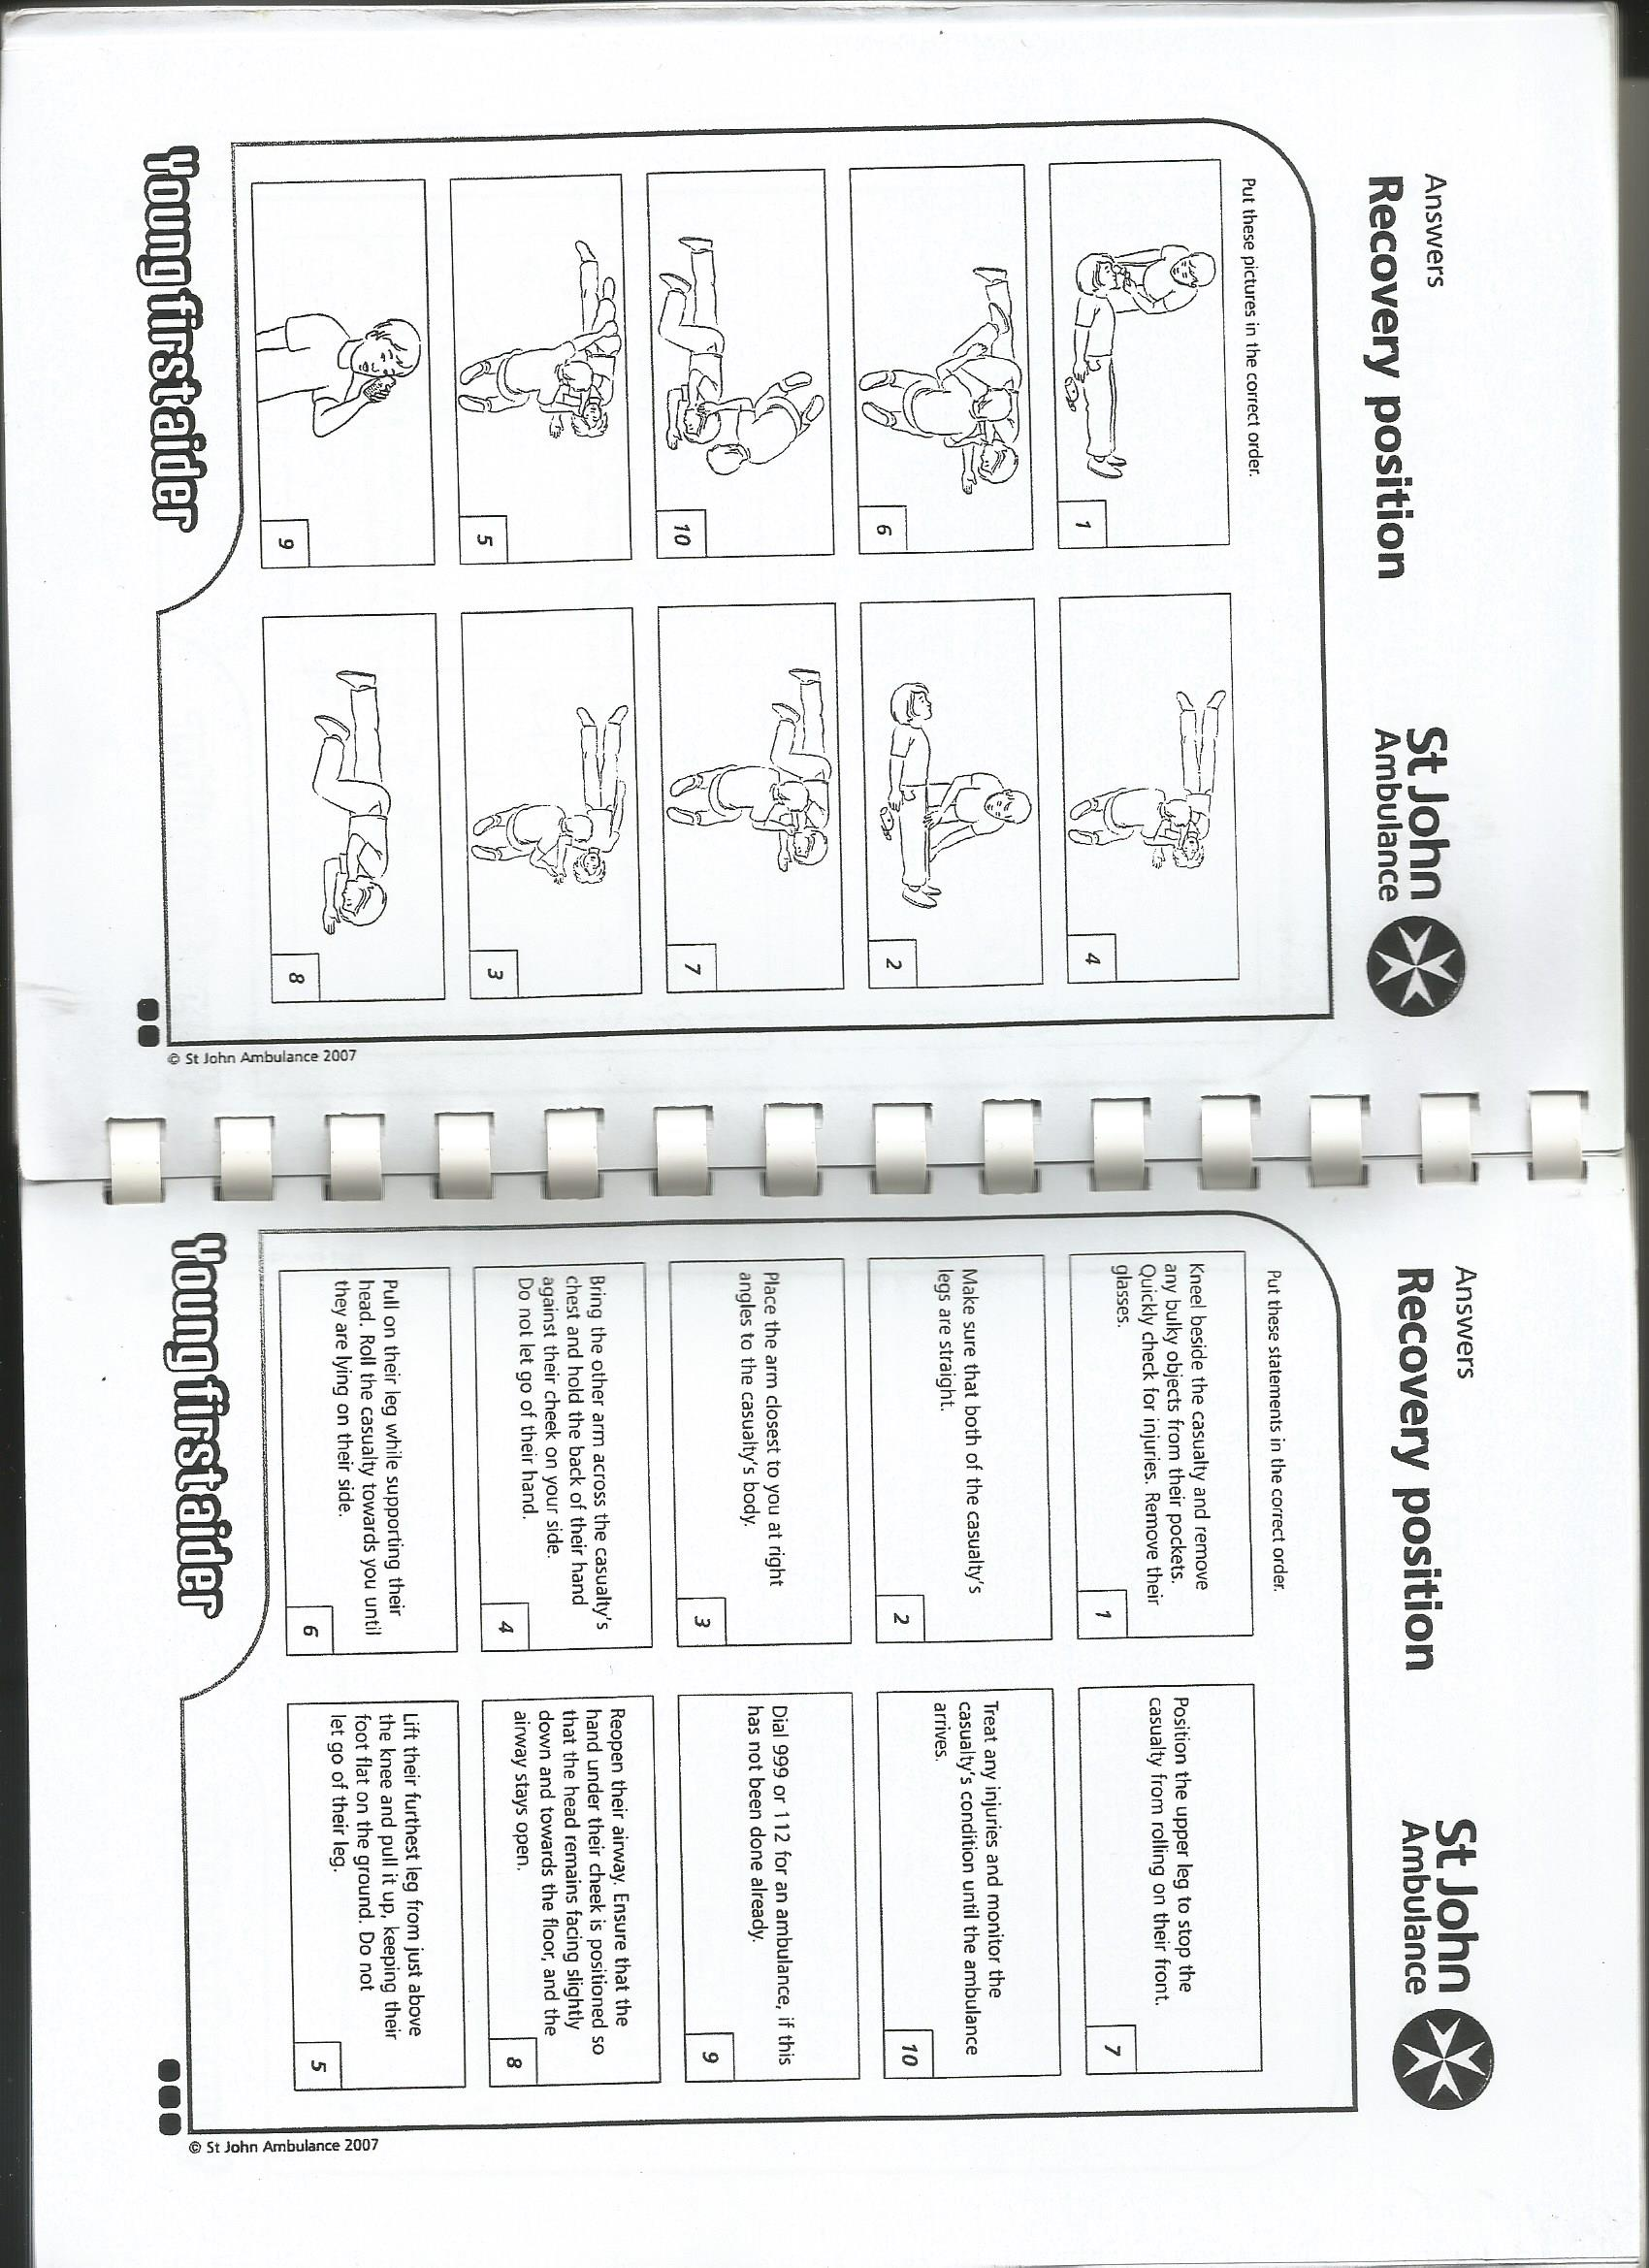 Answers
Recovery position
St John
Ambulance
Put these pictures in the correct order.
1
4
6
2
10
7
5
3
9
8
Young first aider
© St John Ambulance 2007
Answers
Recovery position
St John
Ambulance
Put these statements in the correct order.
Kneel beside the casualty and remove
any bulky objects from their pockets.
Quickly check for injuries. Remove their
glasses.
1
Position the upper leg to stop the
casualty from rolling on their front.
7
Make sure that both of the casualty's
legs are straight.
2
Treat any injuries and monitor the
casualty's condition until the ambulance
arrives.
10
Place the arm closest to you at right
angles to the casualty's body.
3
Dial 999 or 112 for an ambulance, if this
has not been done already.
9
Bring the other arm across the casualty's
chest and hold the back of their hand
against their cheek on your side.
Do not let go of their hand.
4
Reopen their airway. Ensure that the
hand under their cheek is positioned so
that the head remains facing slightly
down and towards the floor, and the
airway stays open.
8
Pull on their leg while supporting their
head. Roll the casualty towards you until
they are lying on their side.
6
Lift their furthest leg from just above
the knee and pull it up, keeping their
foot flat on the ground. Do not
let go of their leg.
5
Young first aider
© St John Ambulance 2007